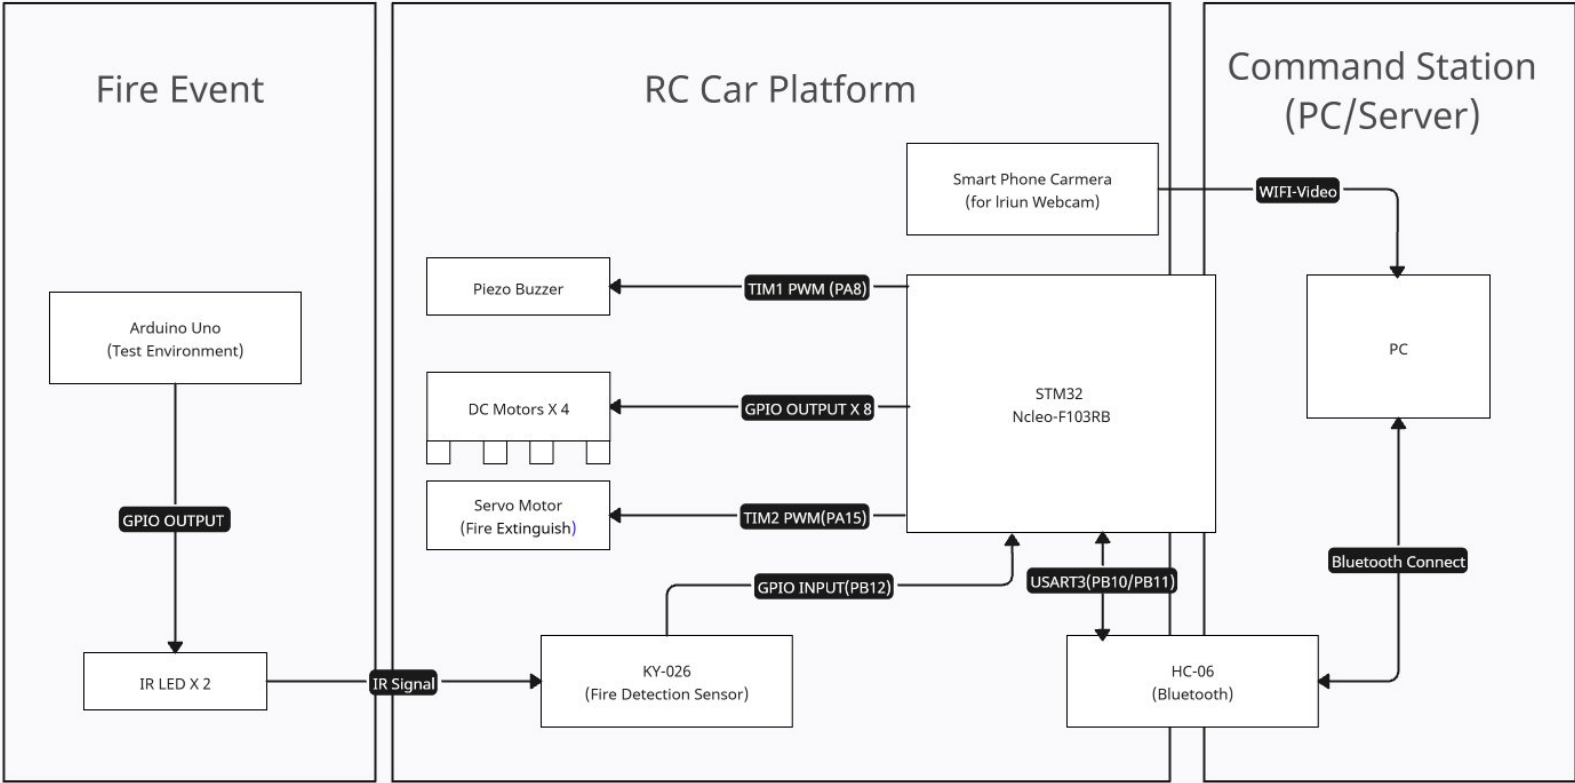 Fire Event
RC Car Platform
Command Station
(PC/Server)
Smart Phone Carmera
(for Iriun Webcam)
WIFI-Video
Piezo Buzzer
TIM1 PWM (PA8)
Arduino Uno
(Test Environment)
PC
STM32
Ncleo-F103RB
DC Motors X 4
GPIO OUTPUT X 8
Servo Motor
(Fire Extinguish)
TIM2 PWM(PA15)
GPIO OUTPUT
Bluetooth Connect
GPIO INPUT(PB12)
USART3(PB10/PB11)
IR LED X 2
IR Signal
KY-026
(Fire Detection Sensor)
HC-06
(Bluetooth)